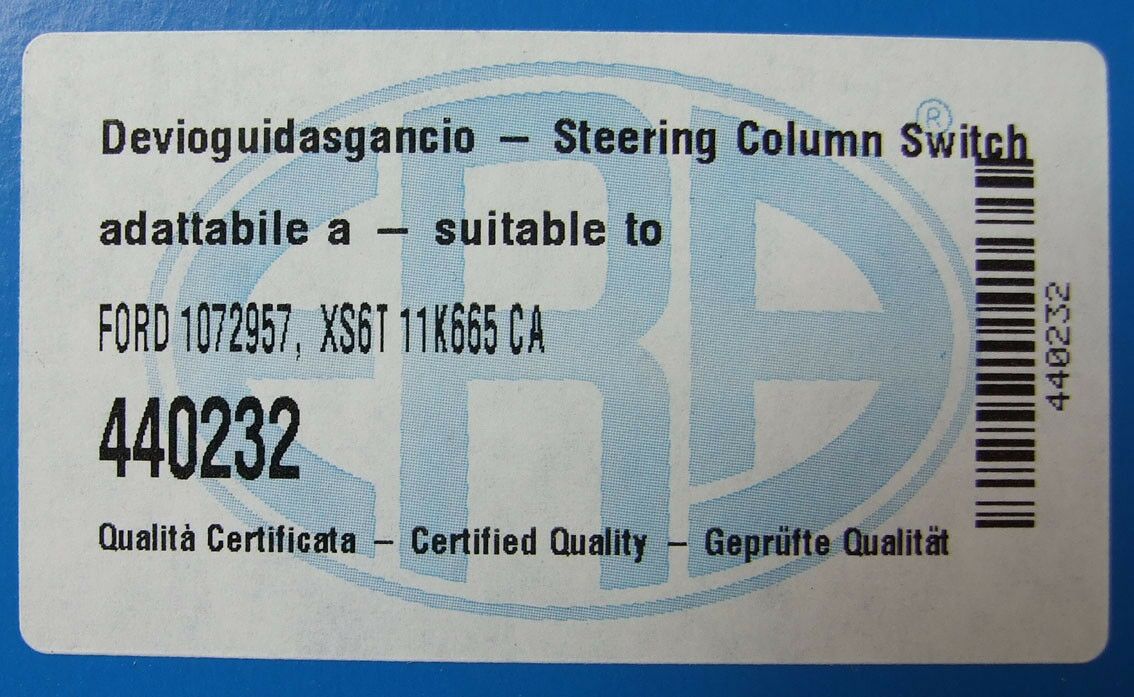 ERA
®
Devioguidasgancio – Steering Column Switch
adattabile a – suitable to
FORD 1072957, XS6T 11K665 CA
440232
Qualità Certificata – Certified Quality – Geprüfte Qualität
440232